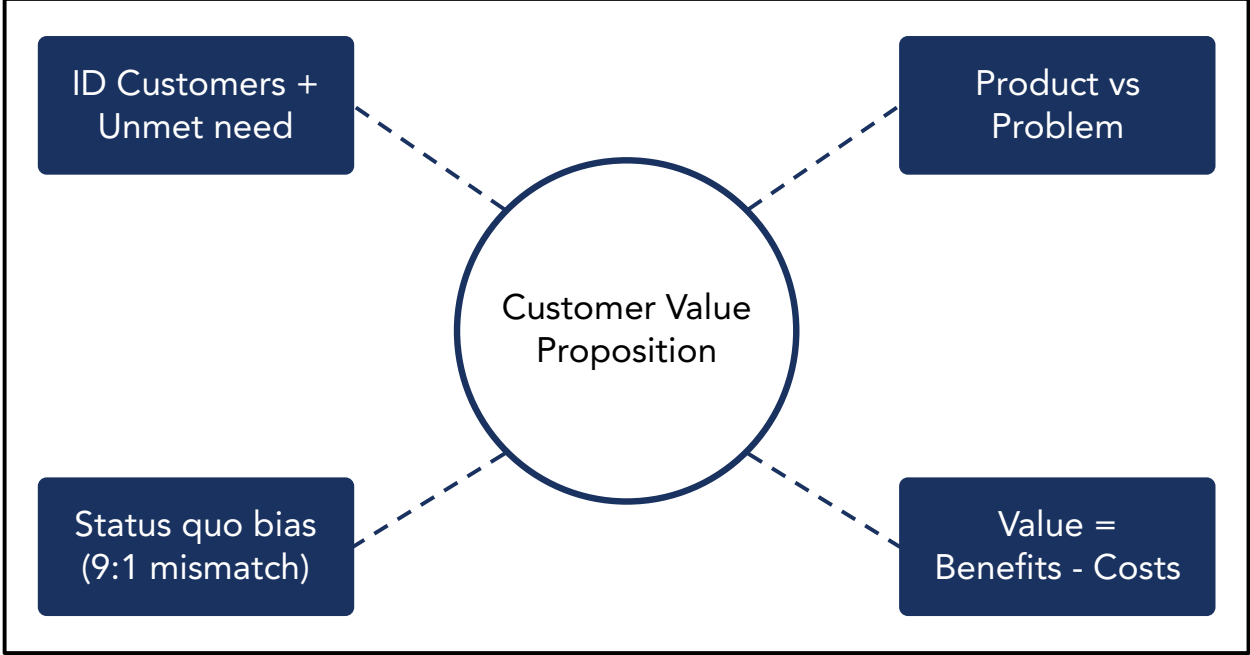 ID Customers +
Unmet need
Product vs
Problem
Customer Value
Proposition
Status quo bias
(9:1 mismatch)
Value =
Benefits - Costs